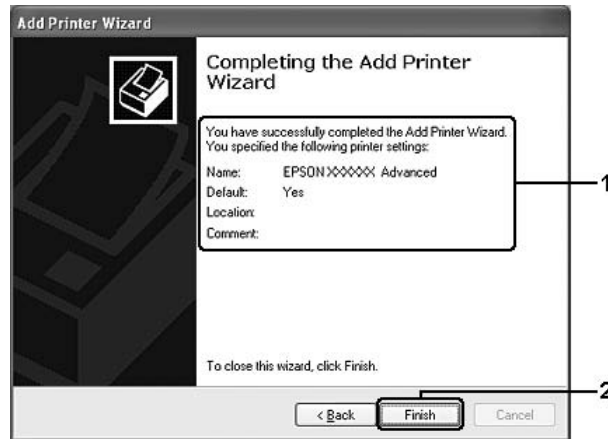 Add Printer Wizard
Completing the Add Printer
Wizard
You have successfully completed the Add Printer Wizard.
You specified the following printer settings:
Name: EPSON XXXXXX Advanced
Default: Yes
Location:
Comment:
1
To close this wizard, click Finish.
2
< Back Finish Cancel